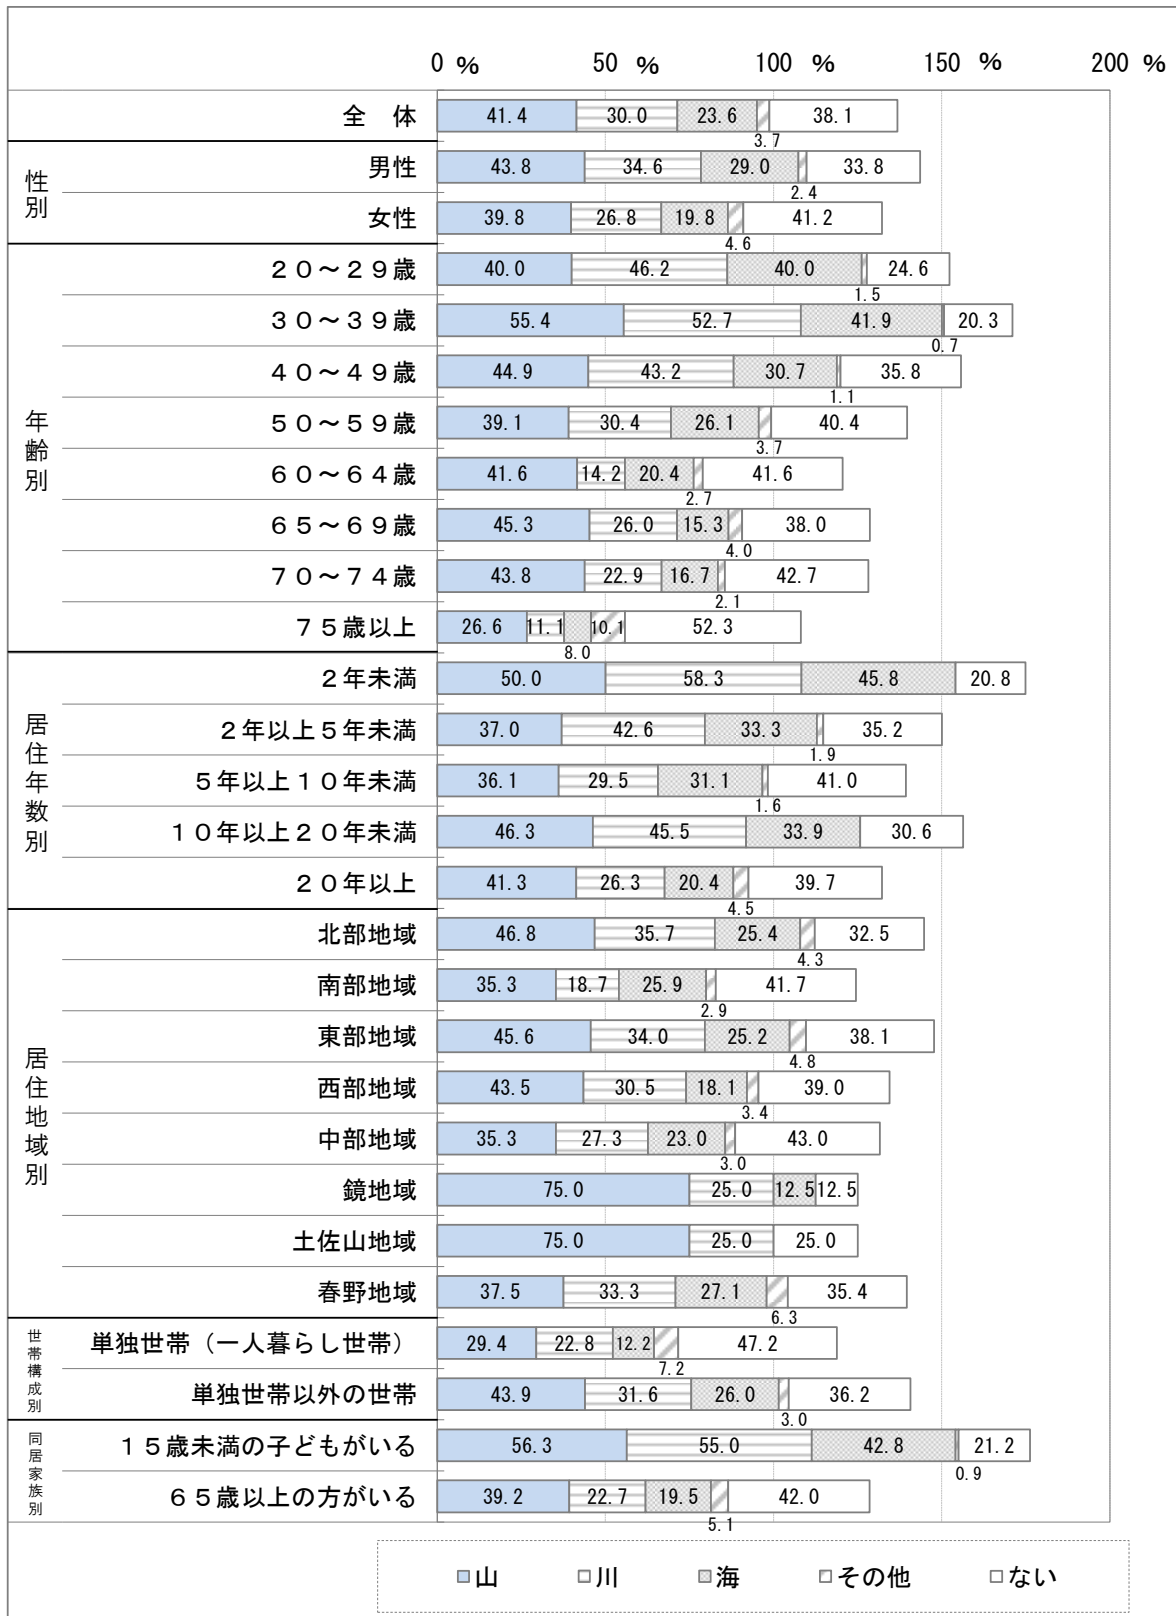 0 % 50 % 100 % 150 % 200 %
全　体 41.4 30.0 23.6 3.7 38.1
性別
男性 43.8 34.6 29.0 2.4 33.8
女性 39.8 26.8 19.8 4.6 41.2
年齢別
２０～２９歳 40.0 46.2 40.0 1.5 24.6
３０～３９歳 55.4 52.7 41.9 0.7 20.3
４０～４９歳 44.9 43.2 30.7 1.1 35.8
５０～５９歳 39.1 30.4 26.1 3.7 40.4
６０～６４歳 41.6 14.2 20.4 2.7 41.6
６５～６９歳 45.3 26.0 15.3 4.0 38.0
７０～７４歳 43.8 22.9 16.7 2.1 42.7
７５歳以上 26.6 11.1 8.0 10.1 52.3
居住年数別
２年未満 50.0 58.3 45.8 20.8
２年以上５年未満 37.0 42.6 33.3 1.9 35.2
５年以上１０年未満 36.1 29.5 31.1 1.6 41.0
１０年以上２０年未満 46.3 45.5 33.9 30.6
２０年以上 41.3 26.3 20.4 4.5 39.7
居住地域別
北部地域 46.8 35.7 25.4 4.3 32.5
南部地域 35.3 18.7 25.9 2.9 41.7
東部地域 45.6 34.0 25.2 4.8 38.1
西部地域 43.5 30.5 18.1 3.4 39.0
中部地域 35.3 27.3 23.0 3.0 43.0
鏡地域 75.0 25.0 12.5 12.5
土佐山地域 75.0 25.0 25.0
春野地域 37.5 33.3 27.1 6.3 35.4
世帯構成別
単独世帯（一人暮らし世帯） 29.4 22.8 12.2 7.2 47.2
単独世帯以外の世帯 43.9 31.6 26.0 3.0 36.2
同居家族別
１５歳未満の子どもがいる 56.3 55.0 42.8 0.9 21.2
６５歳以上の方がいる 39.2 22.7 19.5 5.1 42.0
山 川 海 その他 ない